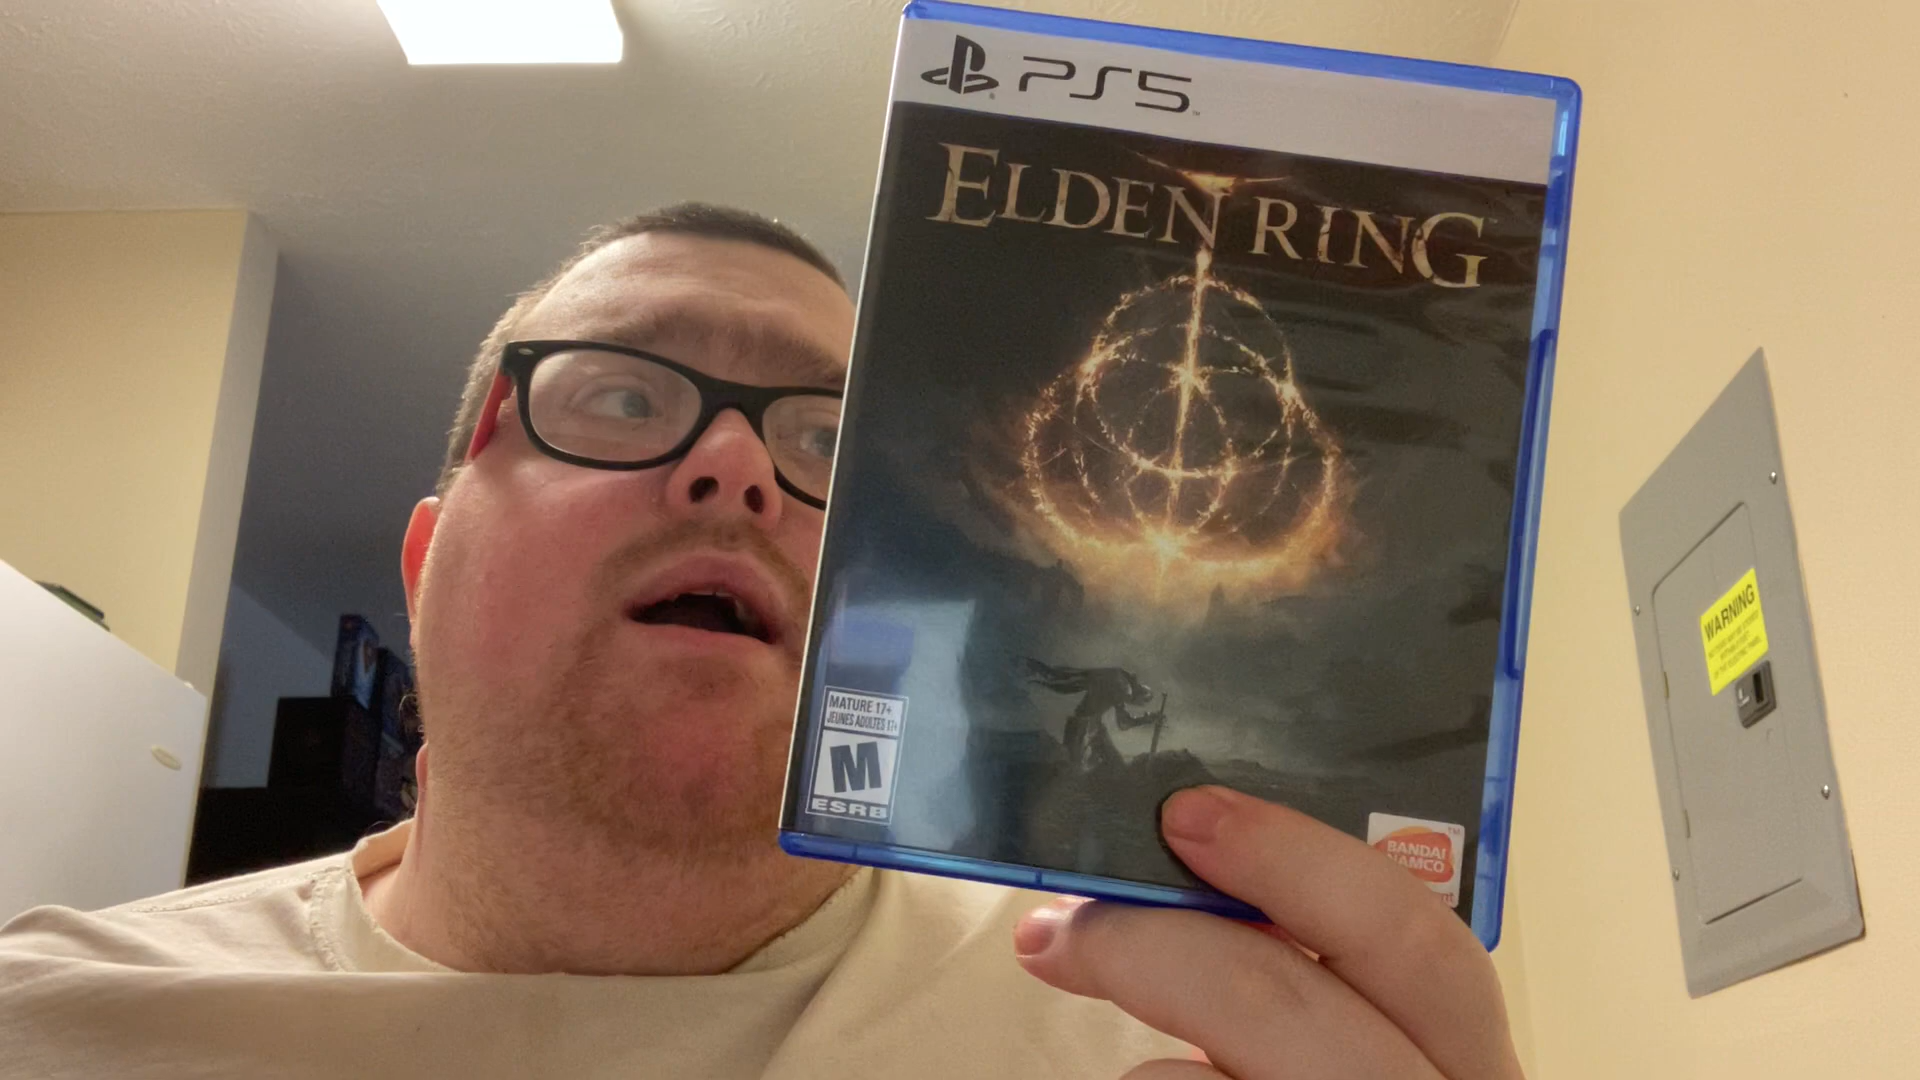 PS5
ELDEN RING
MATURE 17+
JEUNES ADULTES 17+
M
ESRB
BANDAI
NAMCO
WARNING